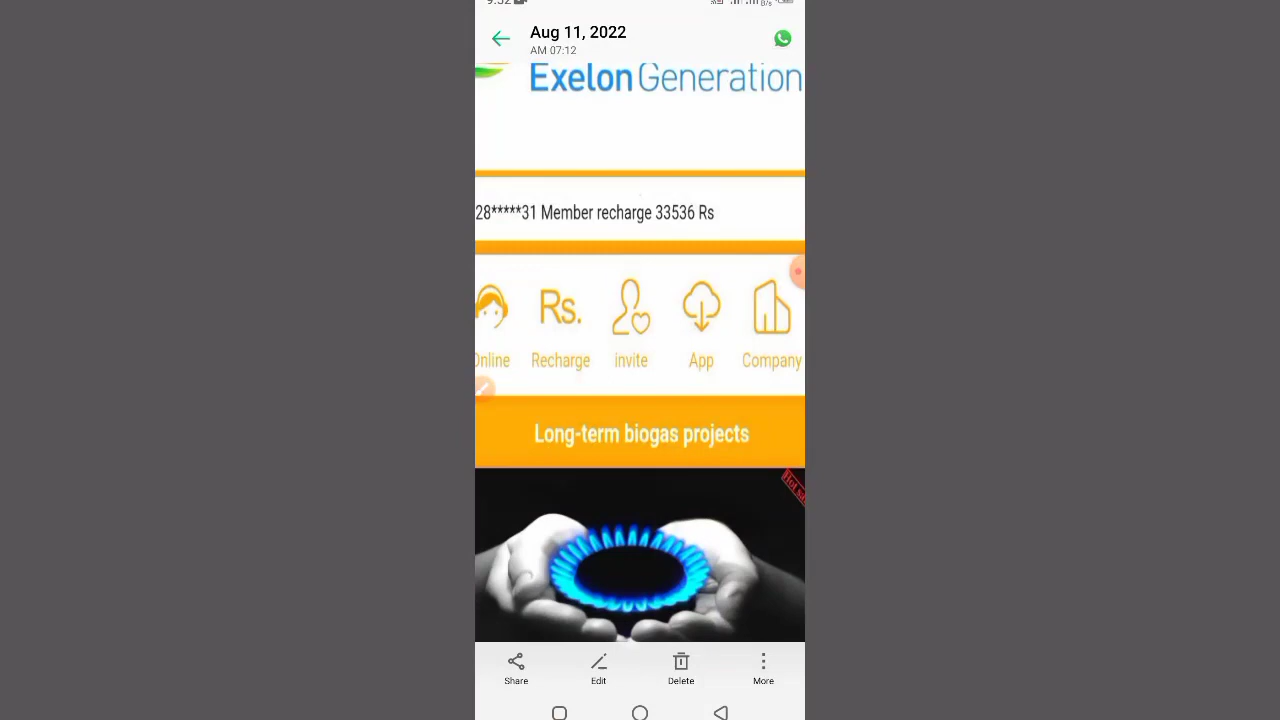 Aug 11, 2022
AM 07:12
Exelon Generation
28*****31 Member recharge 33536 Rs
Rs.
Online
Recharge
invite
App
Company
Long-term biogas projects
Share
Edit
Delete
More